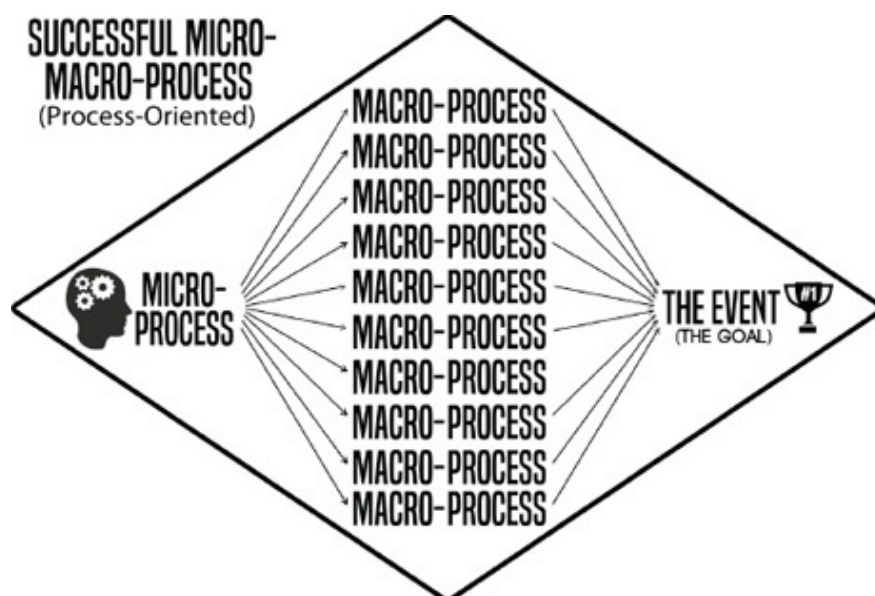 SUCCESSFUL MICRO-
MACRO-PROCESS
(Process-Oriented)
MACRO-PROCESS
MACRO-PROCESS
MACRO-PROCESS
MACRO-PROCESS
MACRO-PROCESS
MACRO-PROCESS
MACRO-PROCESS
MACRO-PROCESS
MACRO-PROCESS
MACRO-PROCESS
MICRO-
PROCESS
THE EVENT
(THE GOAL)
#1